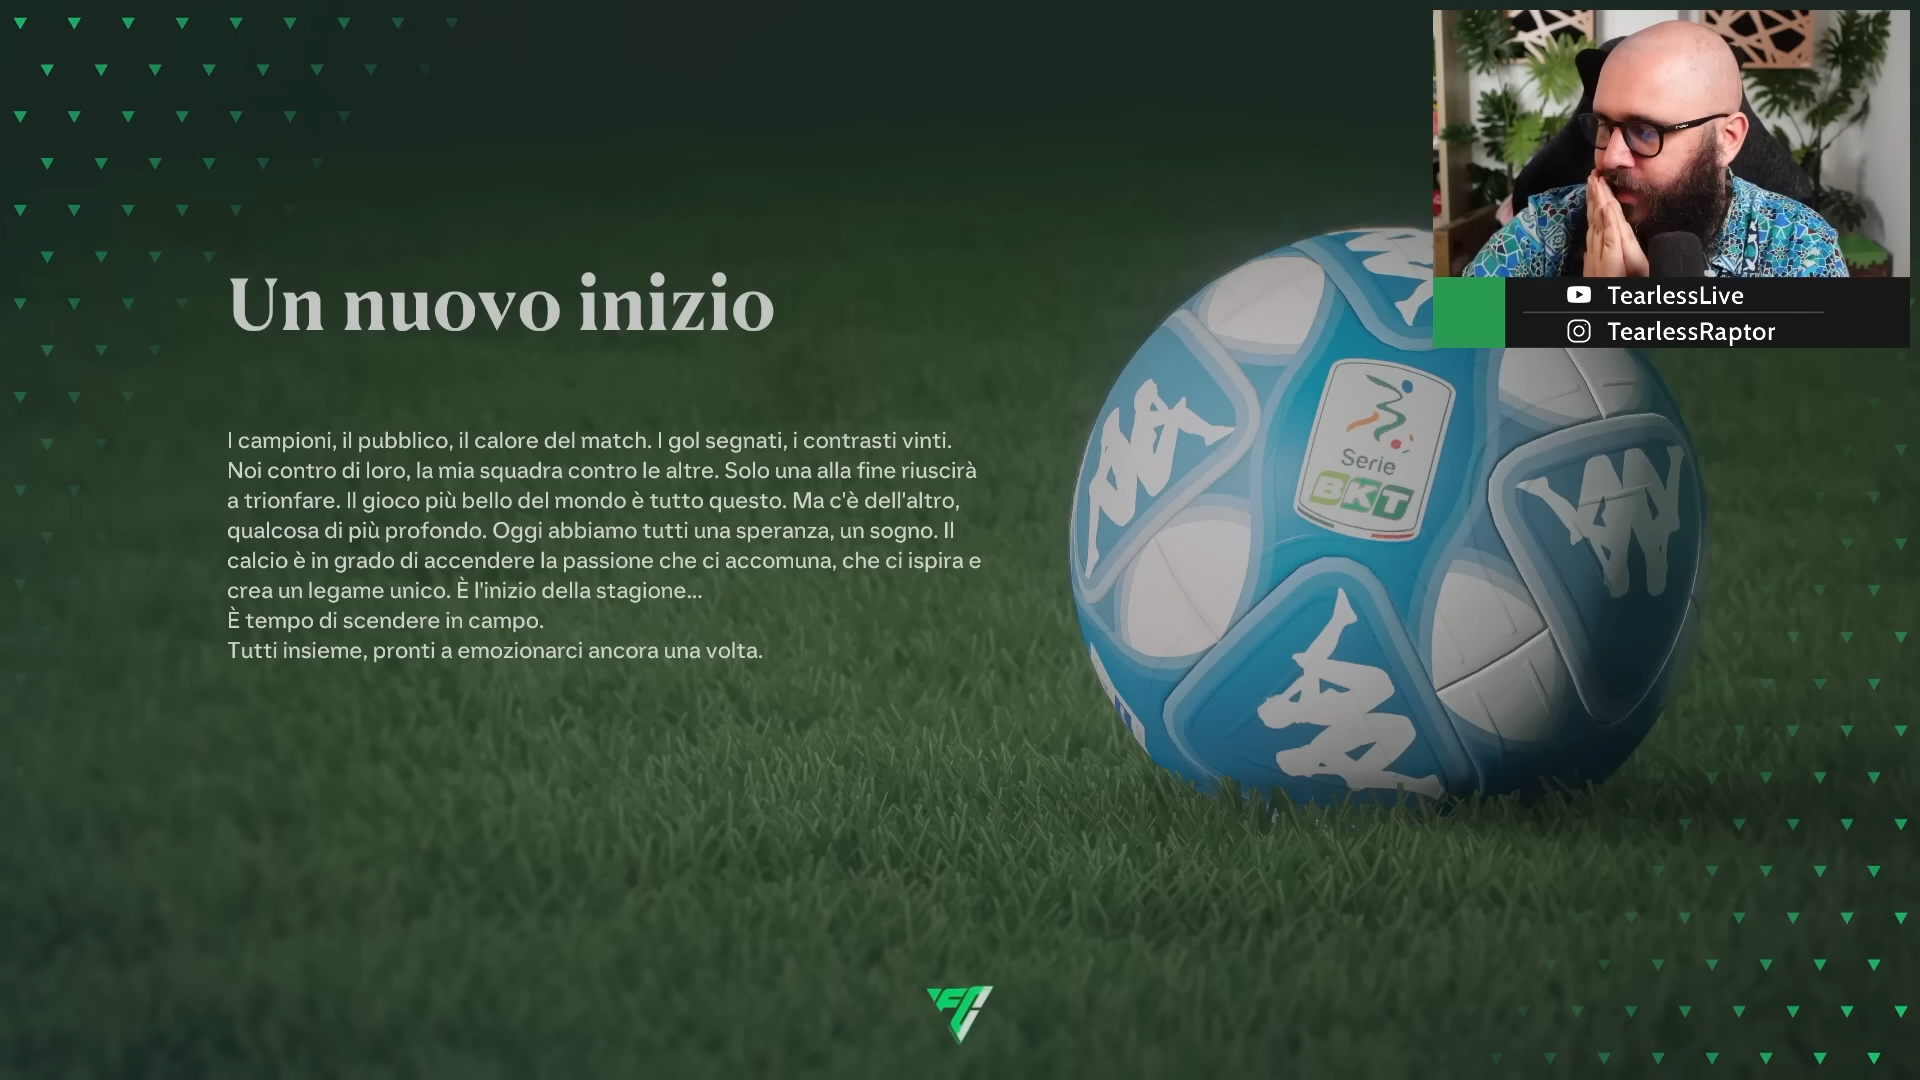 TearlessLive
TearlessRaptor
Un nuovo inizio
I campioni, il pubblico, il calore del match. I gol segnati, i contrasti vinti.
Noi contro di loro, la mia squadra contro le altre. Solo una alla fine riuscirà
a trionfare. Il gioco più bello del mondo è tutto questo. Ma c'è dell'altro,
qualcosa di più profondo. Oggi abbiamo tutti una speranza, un sogno. Il
calcio è in grado di accendere la passione che ci accomuna, che ci ispira e
crea un legame unico. È l'inizio della stagione...
È tempo di scendere in campo.
Tutti insieme, pronti a emozionarci ancora una volta.
Serie
BKT
FC